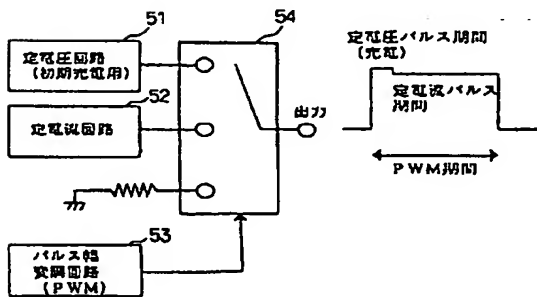 51
定電圧回路
(初期充電用)
52
定電流回路
54
出力
53
パルス幅
変調回路
(PWM)
定電圧パルス期間
(充電)
定電流パルス
期間
PWM期間